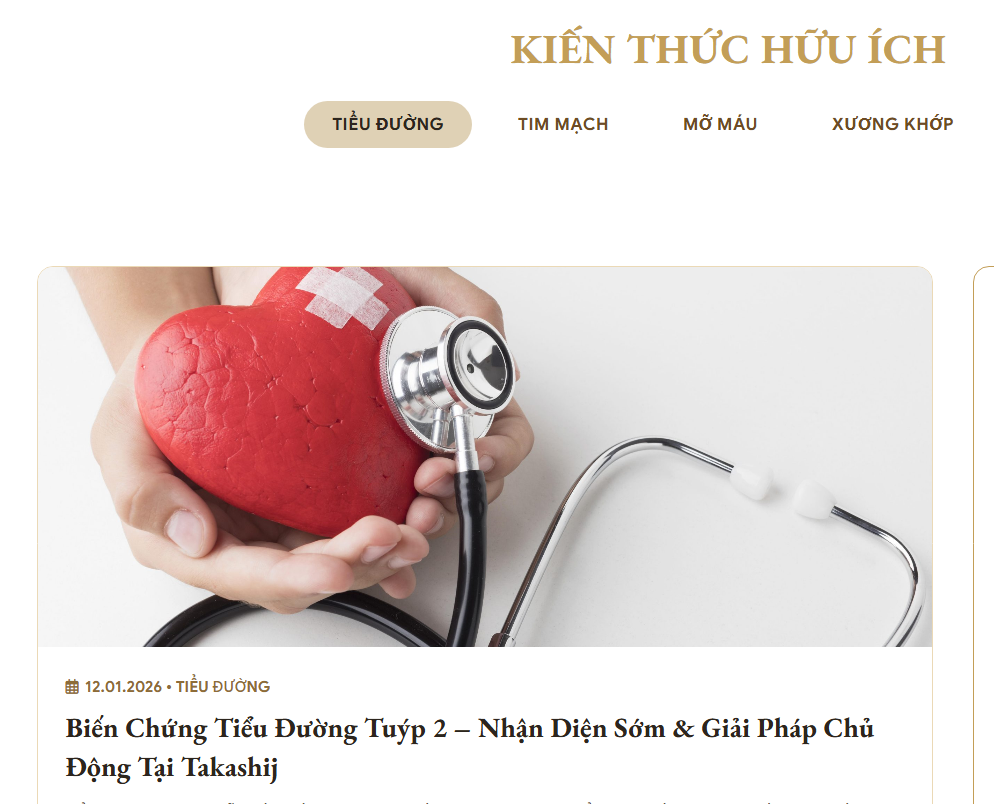 KIẾN THỨC HỮU ÍCH
TIỂU ĐƯỜNG
TIM MẠCH
MỠ MÁU
XƯƠNG KHỚP
12.01.2026 • TIỂU ĐƯỜNG
Biến Chứng Tiểu Đường Tuýp 2 – Nhận Diện Sớm & Giải Pháp Chủ
Động Tại Takashij